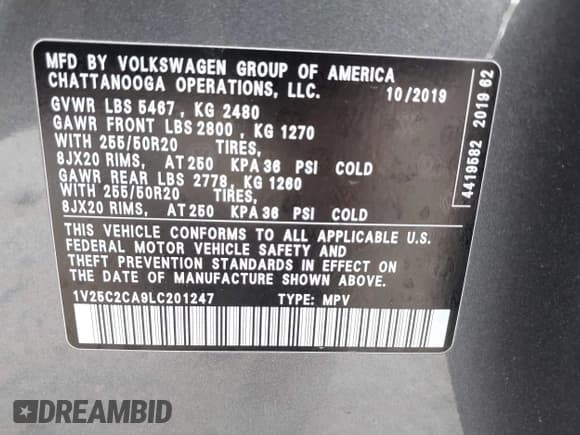 MFD BY VOLKSWAGEN GROUP OF AMERICA
CHATTANOOGA OPERATIONS, LLC. 10/2019
GVWR LBS 5467 , KG 2480
GAWR FRONT LBS 2800 , KG 1270
WITH 255/50R20 TIRES,
8JX20 RIMS, AT 250 KPA 36 PSI COLD
GAWR REAR LBS 2778 , KG 1260
WITH 255/50R20 TIRES,
8JX20 RIMS, AT 250 KPA 36 PSI COLD
THIS VEHICLE CONFORMS TO ALL APPLICABLE U.S.
FEDERAL MOTOR VEHICLE SAFETY AND
THEFT PREVENTION STANDARDS IN EFFECT ON
THE DATE OF MANUFACTURE SHOWN ABOVE.
1V25C2CA9LC201247 TYPE: MPV
4419582 2019 62
DREAMBID